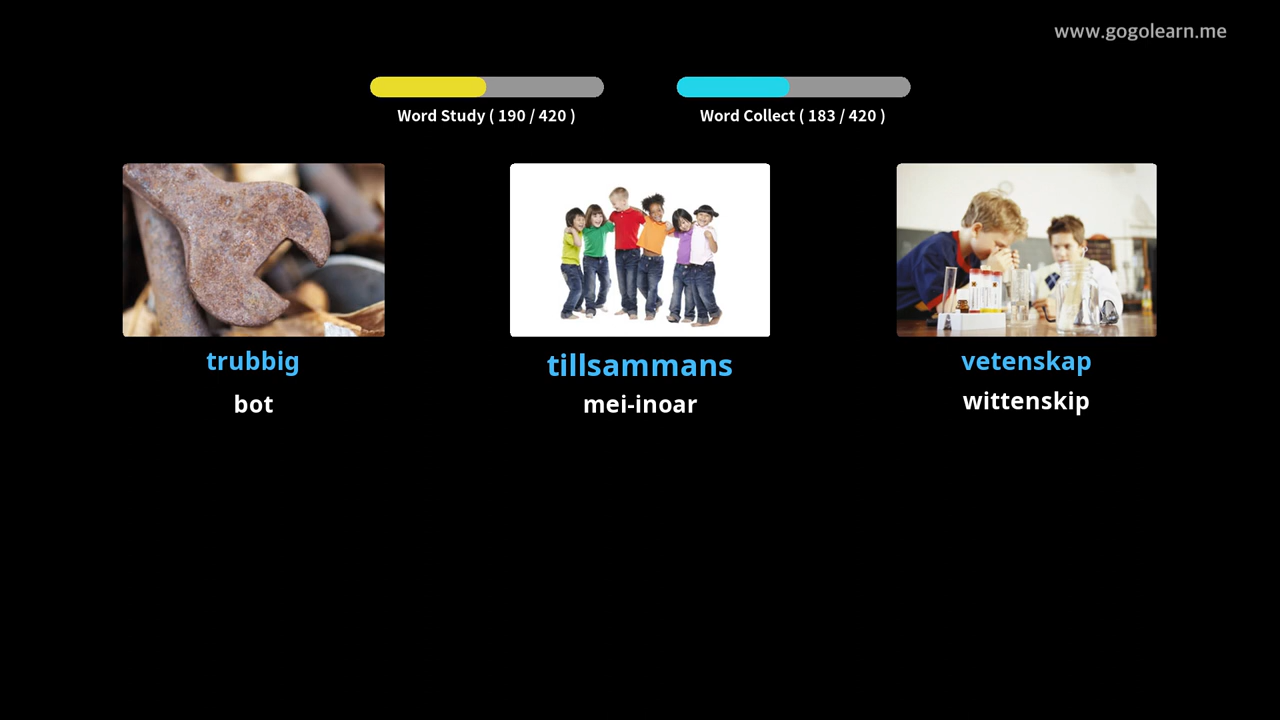 www.gogolearn.me
Word Study ( 190 / 420 )
Word Collect ( 183 / 420 )
trubbig
tillsammans
vetenskap
bot
mei-inoar
wittenskip